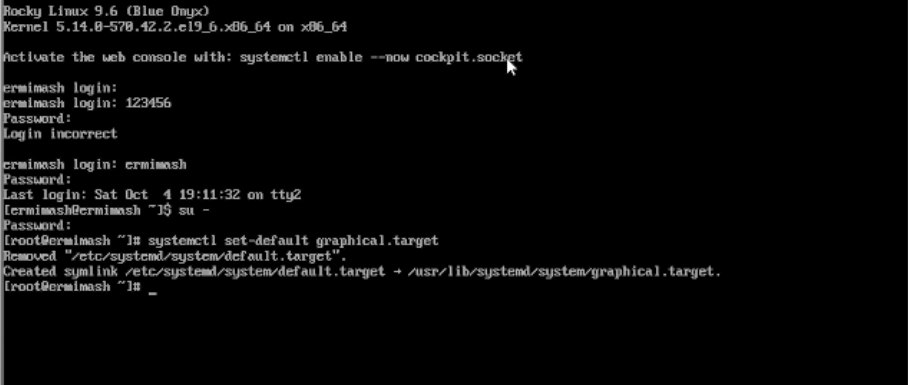 Rocky Linux 9.6 (Blue Onyx)
Kernel 5.14.0-570.42.2.el9_6.x86_64 on x86_64
Activate the web console with: systemctl enable --now cockpit.socket
ermimash login:
ermimash login: 123456
Password:
Login incorrect
ermimash login: ermimash
Password:
Last login: Sat Oct  4 19:11:32 on tty2
[ermimash@ermimash ~]$ su -
Password:
[root@ermimash ~]# systemctl set-default graphical.target
Removed "/etc/systemd/system/default.target".
Created symlink /etc/systemd/system/default.target → /usr/lib/systemd/system/graphical.target.
[root@ermimash ~]# _